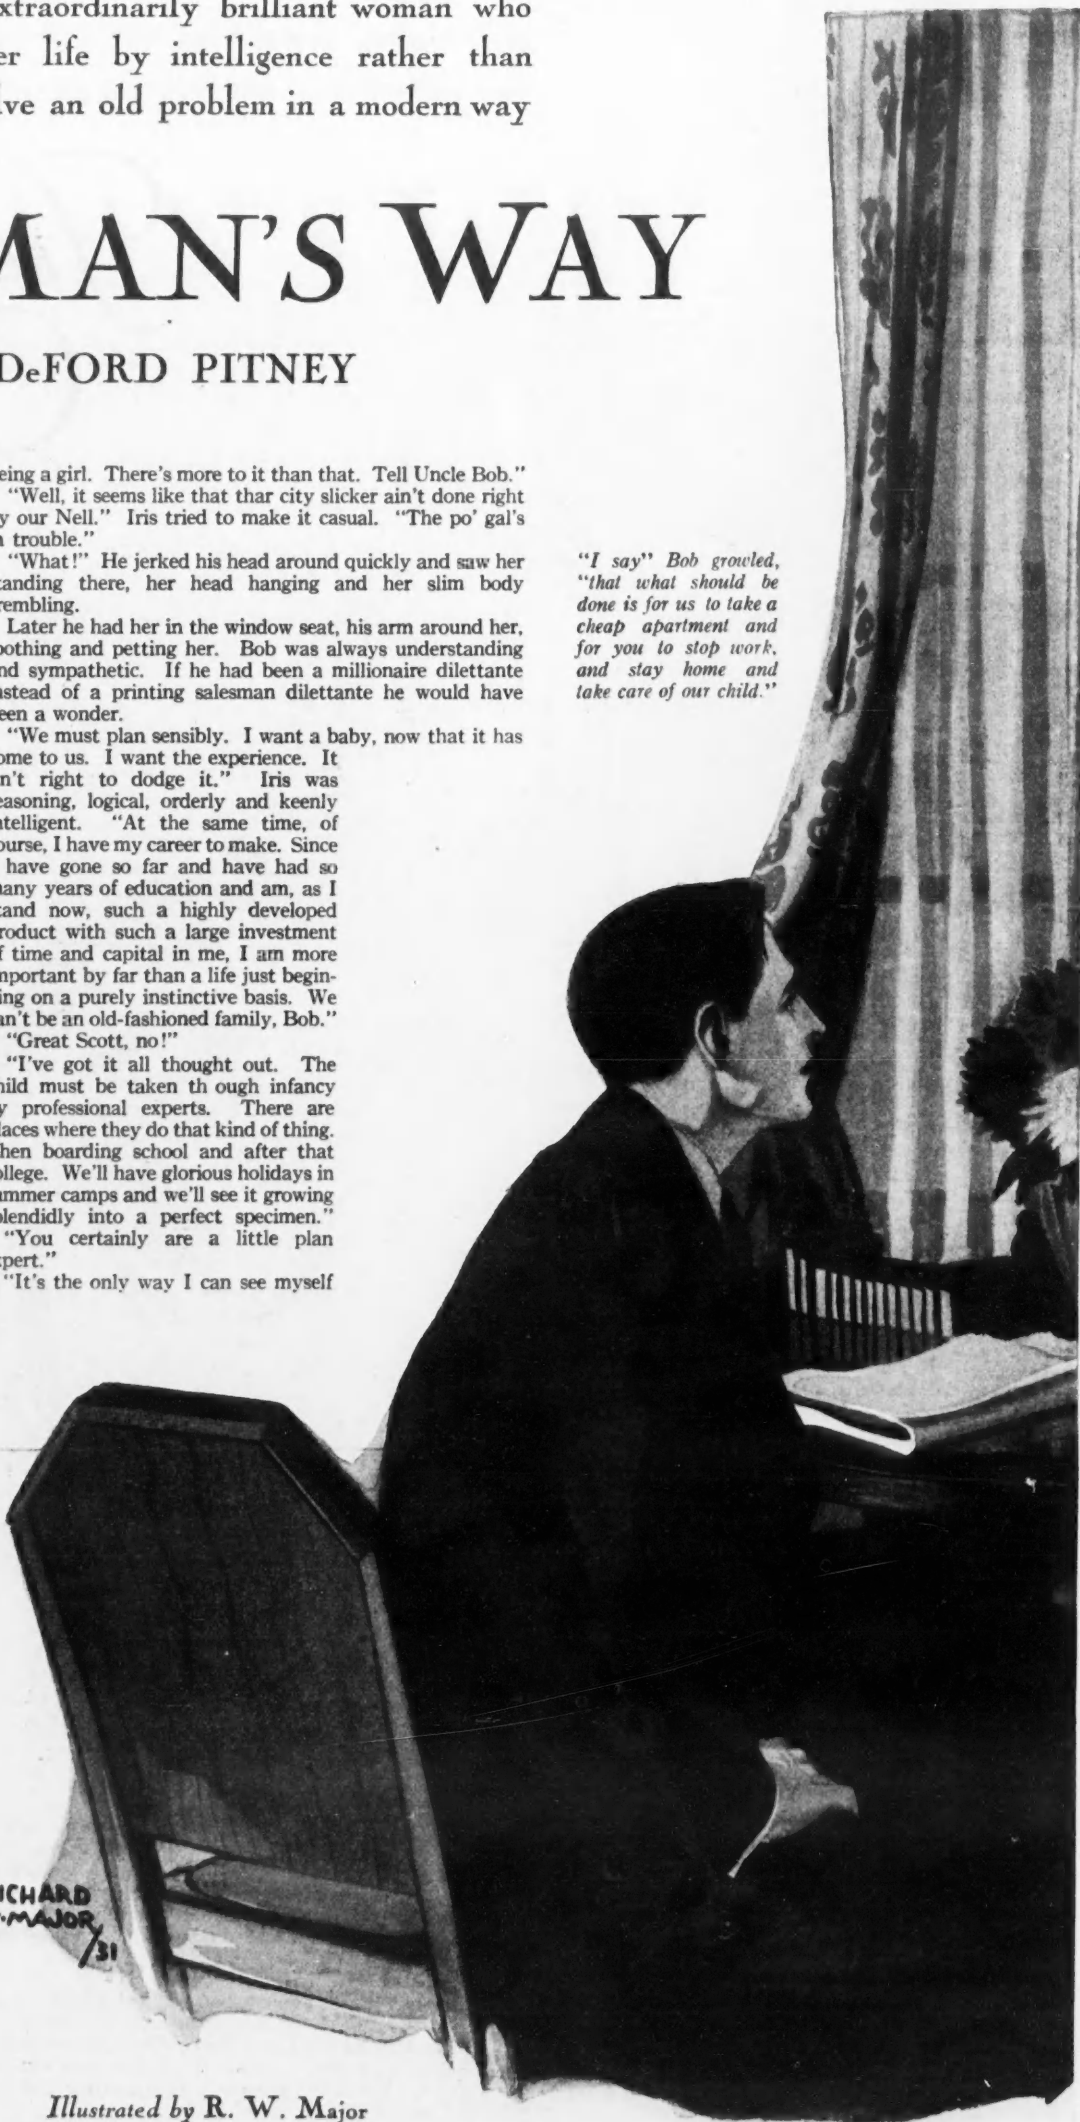 xtraordinarily brilliant woman who
er life by intelligence rather than
lve an old problem in a modern way
MAN'S WAY
DeFORD PITNEY
eing a girl. There's more to it than that. Tell Uncle Bob."
"Well, it seems like that thar city slicker ain't done right
y our Nell." Iris tried to make it casual. "The po' gal's
n trouble."
"What!" He jerked his head around quickly and saw her
tanding there, her head hanging and her slim body
rembling.
Later he had her in the window seat, his arm around her,
oothing and petting her. Bob was always understanding
nd sympathetic. If he had been a millionaire dilettante
nstead of a printing salesman dilettante he would have
een a wonder.
"We must plan sensibly. I want a baby, now that it has
ome to us. I want the experience. It
n't right to dodge it." Iris was
easoning, logical, orderly and keenly
ntelligent. "At the same time, of
ourse, I have my career to make. Since
have gone so far and have had so
nany years of education and am, as I
tand now, such a highly developed
roduct with such a large investment
f time and capital in me, I am more
mportant by far than a life just begin-
ing on a purely instinctive basis. We
an't be an old-fashioned family, Bob."
"Great Scott, no!"
"I've got it all thought out. The
hild must be taken th ough infancy
y professional experts. There are
laces where they do that kind of thing.
hen boarding school and after that
ollege. We'll have glorious holidays in
ummer camps and we'll see it growing
plendidly into a perfect specimen."
"You certainly are a little plan
xpert."
"It's the only way I can see myself
"I say" Bob growled,
"that what should be
done is for us to take a
cheap apartment and
for you to stop work,
and stay home and
take care of our child."
ICHARD
·MAJOR
/31
Illustrated by R. W. Major